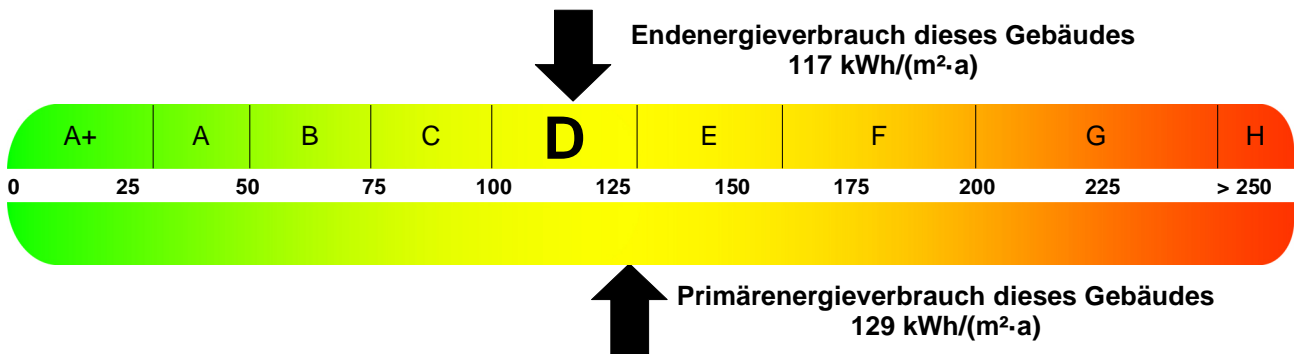 Endenergieverbrauch dieses Gebäudes
117 kWh/(m²·a)
A+ A B C D E F G H
0 25 50 75 100 125 150 175 200 225 > 250
Primärenergieverbrauch dieses Gebäudes
129 kWh/(m²·a)